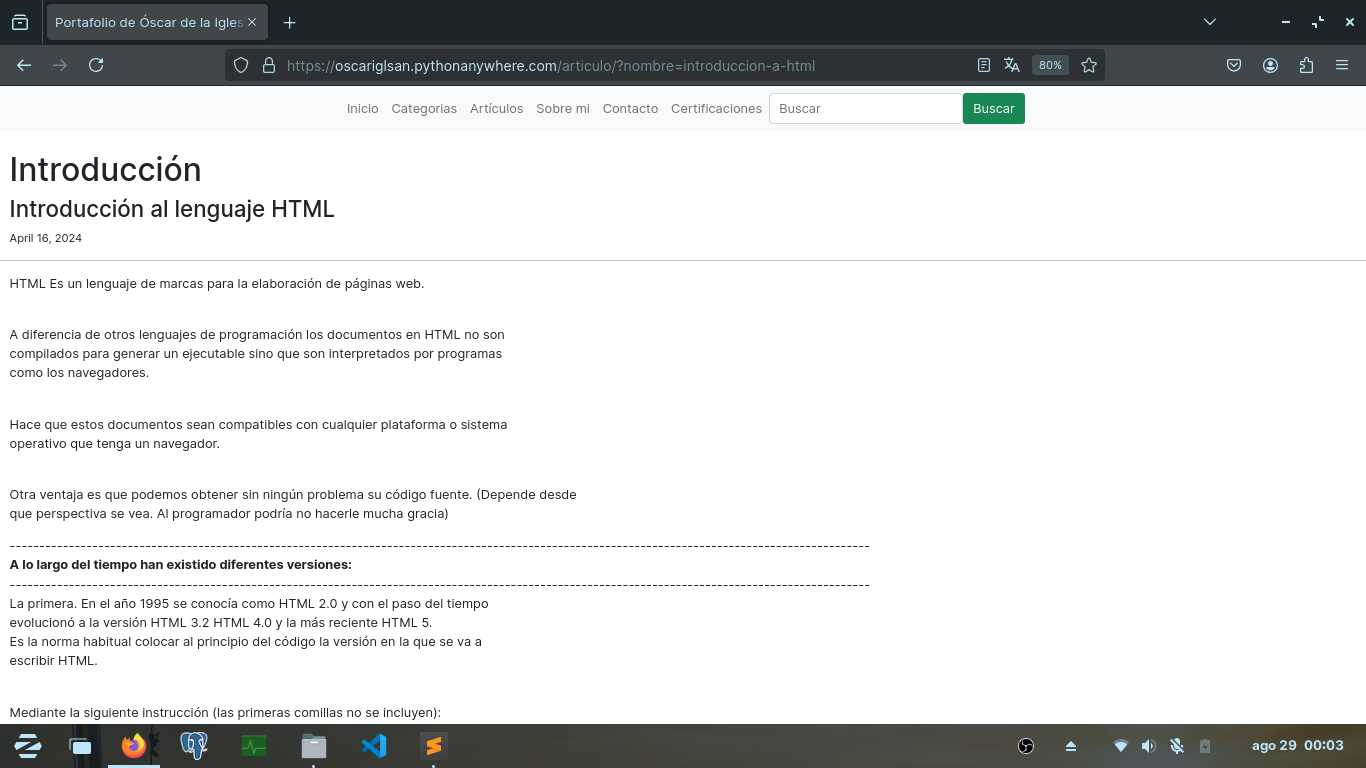 Portafolio de Óscar de la Igles
https://oscariglsan.pythonanywhere.com/articulo/?nombre=introduccion-a-html
80%
Inicio Categorias Artículos Sobre mi Contacto Certificaciones Buscar Buscar
Introducción
Introducción al lenguaje HTML
April 16, 2024
HTML Es un lenguaje de marcas para la elaboración de páginas web.
A diferencia de otros lenguajes de programación los documentos en HTML no son
compilados para generar un ejecutable sino que son interpretados por programas
como los navegadores.
Hace que estos documentos sean compatibles con cualquier plataforma o sistema
operativo que tenga un navegador.
Otra ventaja es que podemos obtener sin ningún problema su código fuente. (Depende desde
que perspectiva se vea. Al programador podría no hacerle mucha gracia)
A lo largo del tiempo han existido diferentes versiones:
La primera. En el año 1995 se conocía como HTML 2.0 y con el paso del tiempo
evolucionó a la versión HTML 3.2 HTML 4.0 y la más reciente HTML 5.
Es la norma habitual colocar al principio del código la versión en la que se va a
escribir HTML.
Mediante la siguiente instrucción (las primeras comillas no se incluyen):
ago 29 00:03